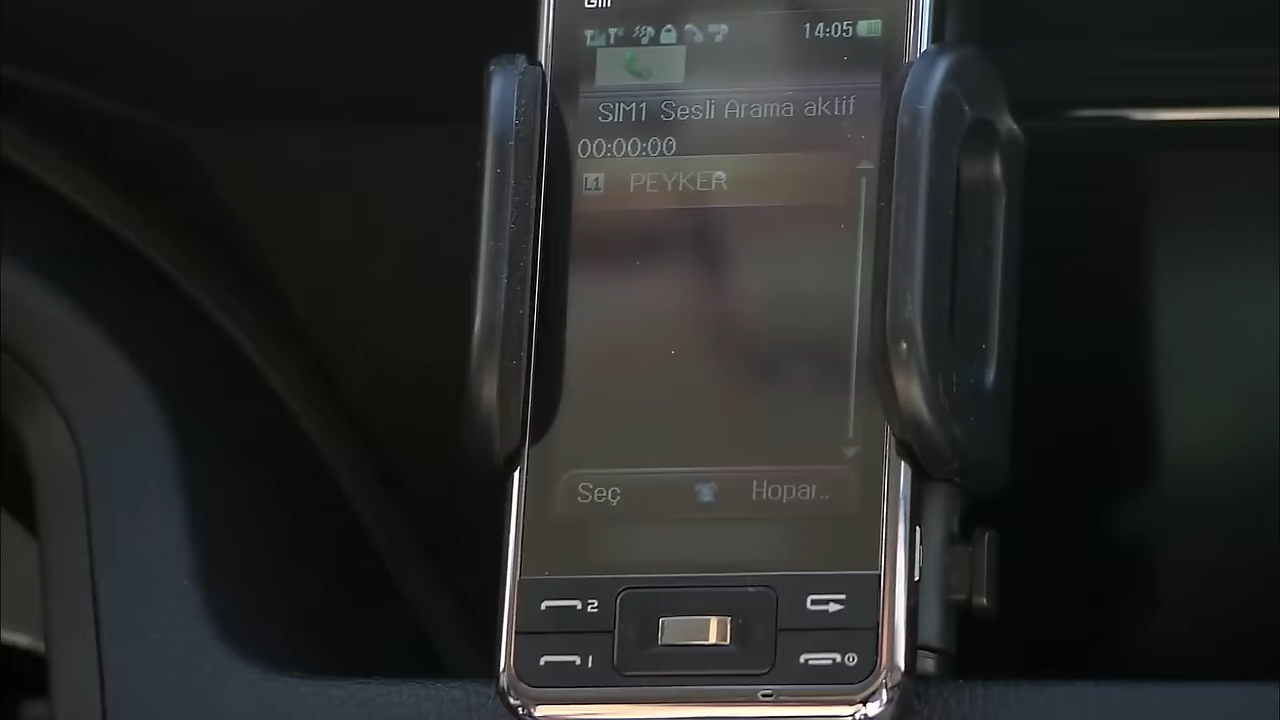 14:05
SIM1 Sesli Arama aktif
00:00:00
L1 PEYKER
Seç Hopar..
2
1